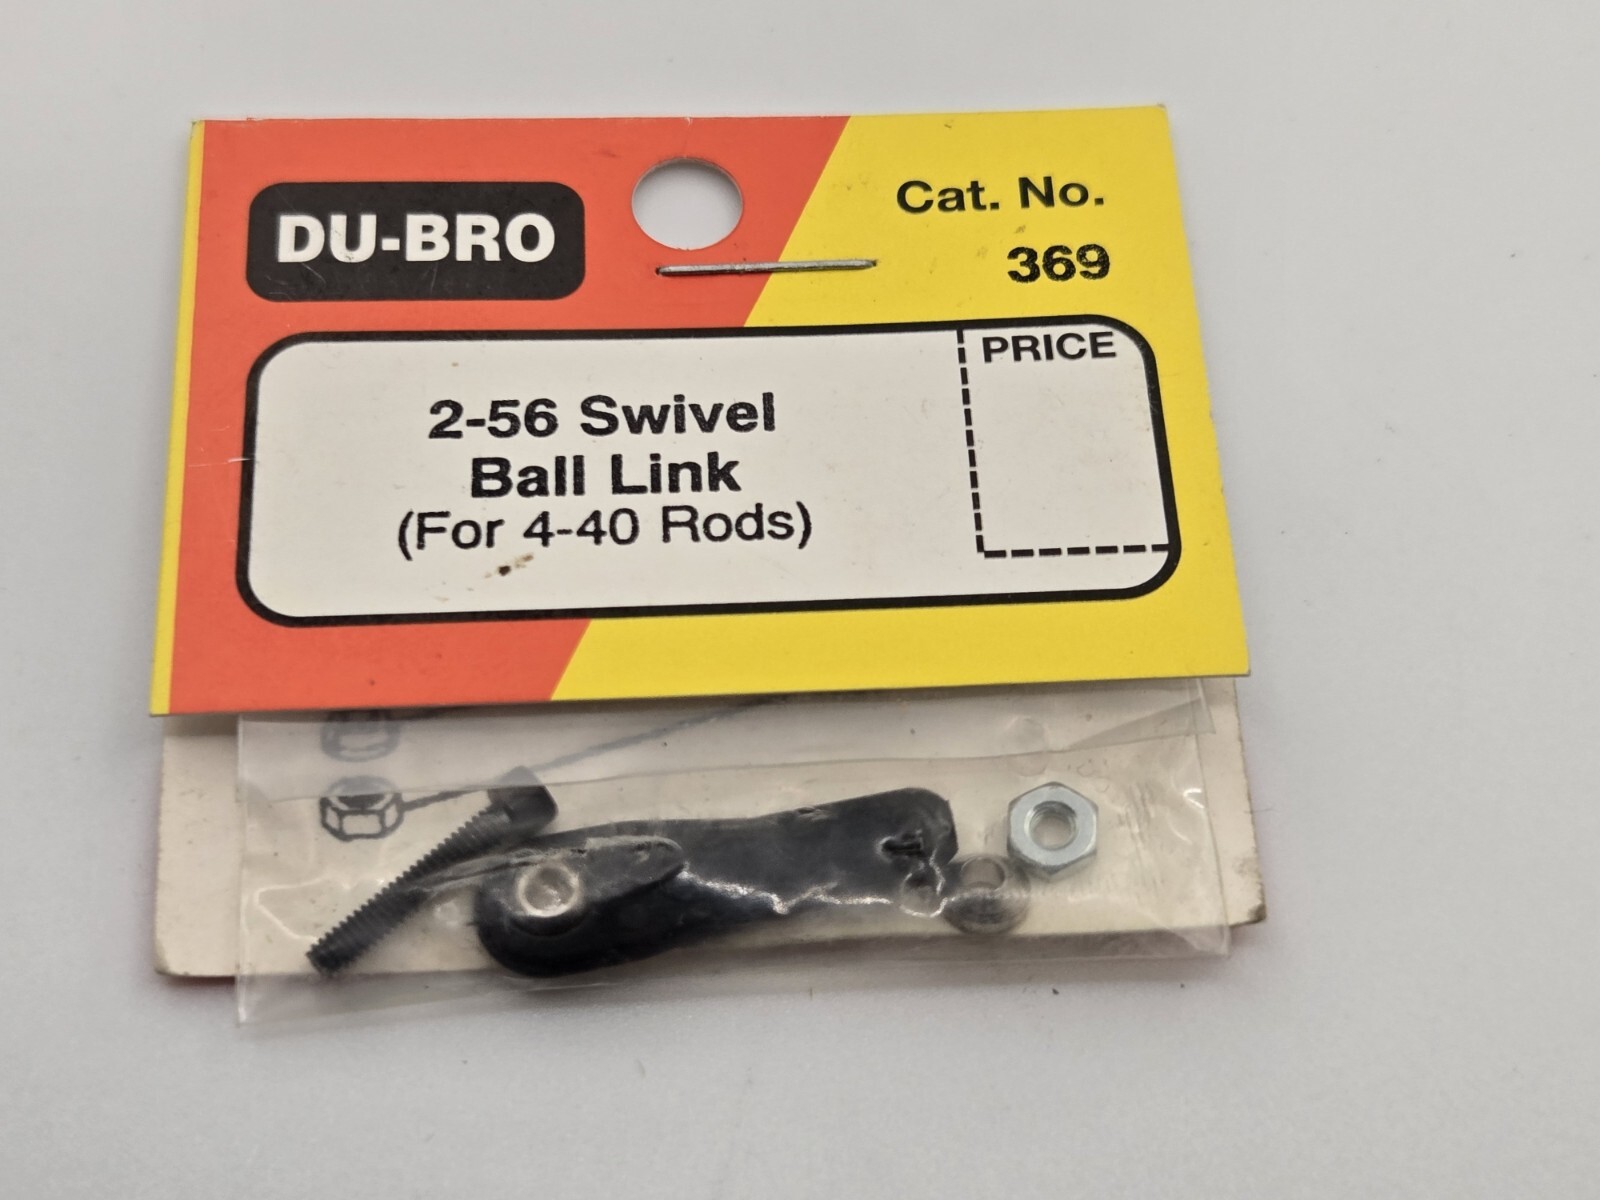 DU-BRO
Cat. No.
369
PRICE
2-56 Swivel
Ball Link
(For 4-40 Rods)